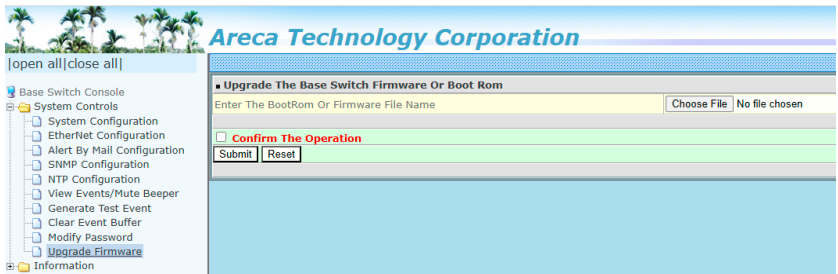 Areca Technology Corporation
|open all|close all|
Base Switch Console
System Controls
System Configuration
EtherNet Configuration
Alert By Mail Configuration
SNMP Configuration
NTP Configuration
View Events/Mute Beeper
Generate Test Event
Clear Event Buffer
Modify Password
Upgrade Firmware
Information
Upgrade The Base Switch Firmware Or Boot Rom
Enter The BootRom Or Firmware File Name Choose File No file chosen
Confirm The Operation
Submit Reset